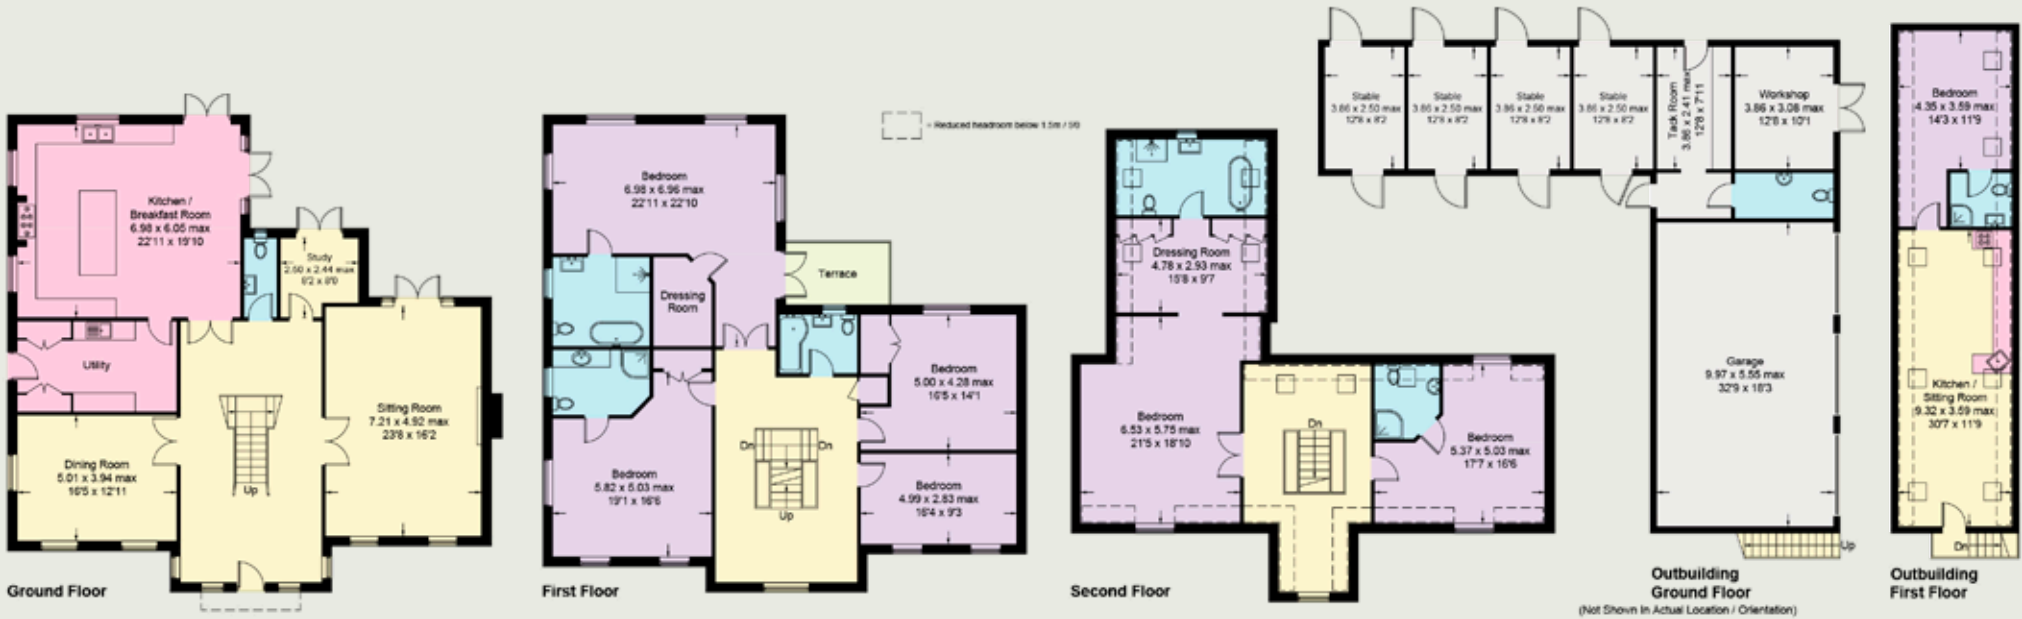 Kitchen /
Breakfast Room
6.98 x 6.05 max
22'11 x 19'10
Study
2.50 x 2.44 max
8'2 x 8'0
Utility
Sitting Room
7.21 x 4.92 max
23'8 x 16'2
Dining Room
5.01 x 3.94 max
16'5 x 12'11
Up
Ground Floor
Bedroom
6.98 x 6.96 max
22'11 x 22'10
Terrace
Dressing
Room
Bedroom
5.00 x 4.28 max
16'5 x 14'1
Dn
Dn
Up
Bedroom
5.82 x 5.03 max
19'1 x 16'6
Bedroom
4.99 x 2.83 max
16'4 x 9'3
First Floor
= Reduced headroom below 1.5m / 5'0
Dressing Room
4.78 x 2.93 max
15'8 x 9'7
Bedroom
6.53 x 5.75 max
21'5 x 18'10
Dn
Bedroom
5.37 x 5.03 max
17'7 x 16'6
Second Floor
Stable
3.86 x 2.50 max
12'8 x 8'2
Stable
3.86 x 2.50 max
12'8 x 8'2
Stable
3.86 x 2.50 max
12'8 x 8'2
Stable
3.86 x 2.50 max
12'8 x 8'2
Tack Room
3.86 x 2.41 max
12'8 x 7'11
Workshop
3.86 x 3.08 max
12'8 x 10'1
Garage
9.97 x 5.55 max
32'9 x 18'3
Up
Outbuilding
Ground Floor
(Not Shown In Actual Location / Orientation)
Bedroom
4.35 x 3.59 max
14'3 x 11'9
Kitchen /
Sitting Room
9.32 x 3.59 max
30'7 x 11'9
Dn
Outbuilding
First Floor